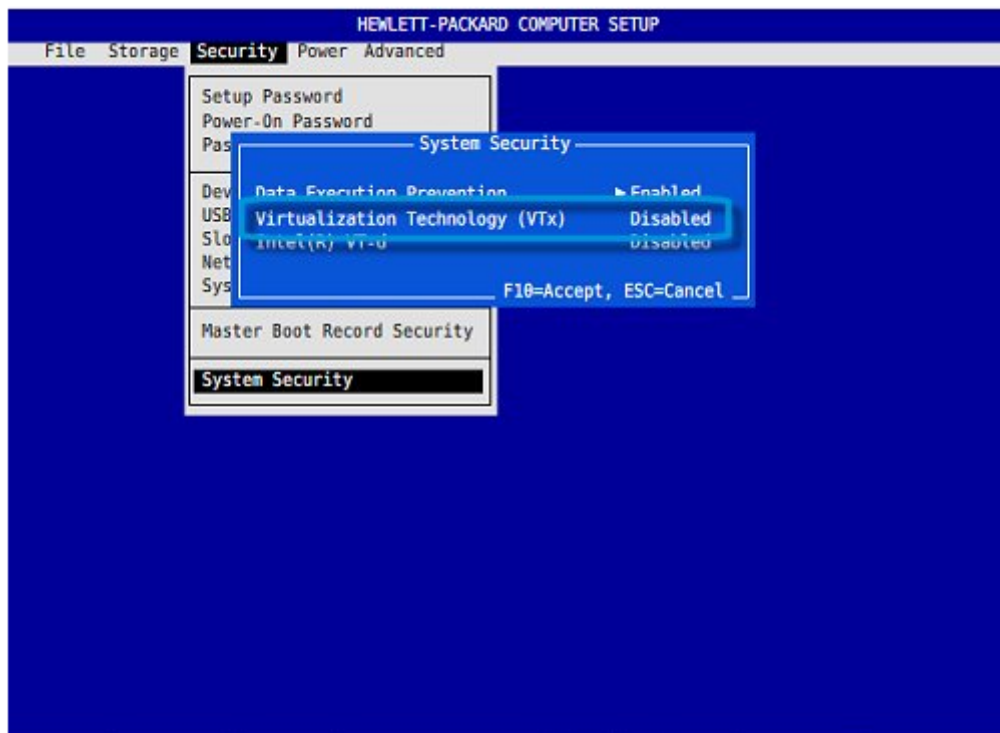 HEWLETT-PACKARD COMPUTER SETUP
File Storage Security Power Advanced
Setup Password
Power-On Password
Pas
System Security
Dev
Data Execution Prevention ▶ Enabled
USB
Virtualization Technology (VTx) Disabled
Slo
Intel(R) VT-d Disabled
Net
Sys
F10=Accept, ESC=Cancel
Master Boot Record Security
System Security